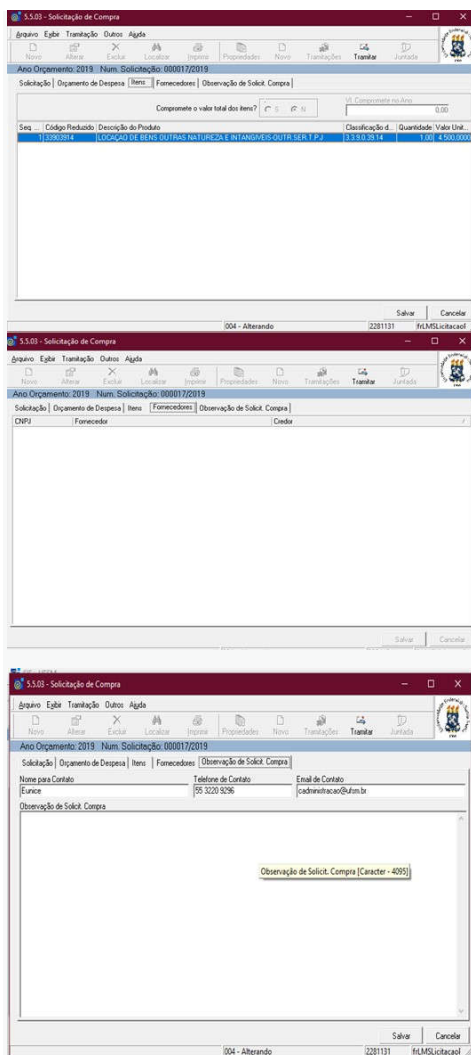 5.5.03 - Solicitação de Compra
Arquivo Exibir Tramitação Outros Ajuda
Novo Alterar Excluir Localizar Imprimir Propriedades Novo Tramitações Tramitar Juntada
Ano Orçamento: 2019 Num. Solicitação: 000017/2019
Solicitação Orçamento de Despesa Itens Fornecedores Observação de Solicit. Compra
Vl. Compromete no Ano
Compromete o valor total dos itens? S N 0,00
Seq ... Código Reduzido Descrição do Produto Classificação d... Quantidade Valor Unit...
1 33903914 LOCAÇAO DE BENS OUTRAS NATUREZA E INTANGIVEIS-OUTR.SER.T.PJ 3.3.9.0.39.14 1,00 4.500,0000
Salvar Cancelar
004 - Alterando 2281131 frLMSLicitacaoI
5.5.03 - Solicitação de Compra
Arquivo Exibir Tramitação Outros Ajuda
Novo Alterar Excluir Localizar Imprimir Propriedades Novo Tramitações Tramitar Juntada
Ano Orçamento: 2019 Num. Solicitação: 000017/2019
Solicitação Orçamento de Despesa Itens Fornecedores Observação de Solicit. Compra
CNPJ Fornecedor Credor
Salvar Cancelar
5.5.03 - Solicitação de Compra
Arquivo Exibir Tramitação Outros Ajuda
Novo Alterar Excluir Localizar Imprimir Propriedades Novo Tramitações Tramitar Juntada
Ano Orçamento: 2019 Num. Solicitação: 000017/2019
Solicitação Orçamento de Despesa Itens Fornecedores Observação de Solicit. Compra
Nome para Contato Telefone de Contato Email de Contato
Eunice 55 3220 9296 cadministracao@ufsm.br
Observação de Solicit. Compra
Observação de Solicit. Compra [Caracter - 4095]
Salvar Cancelar
004 - Alterando 2281131 frLMSLicitacaoI